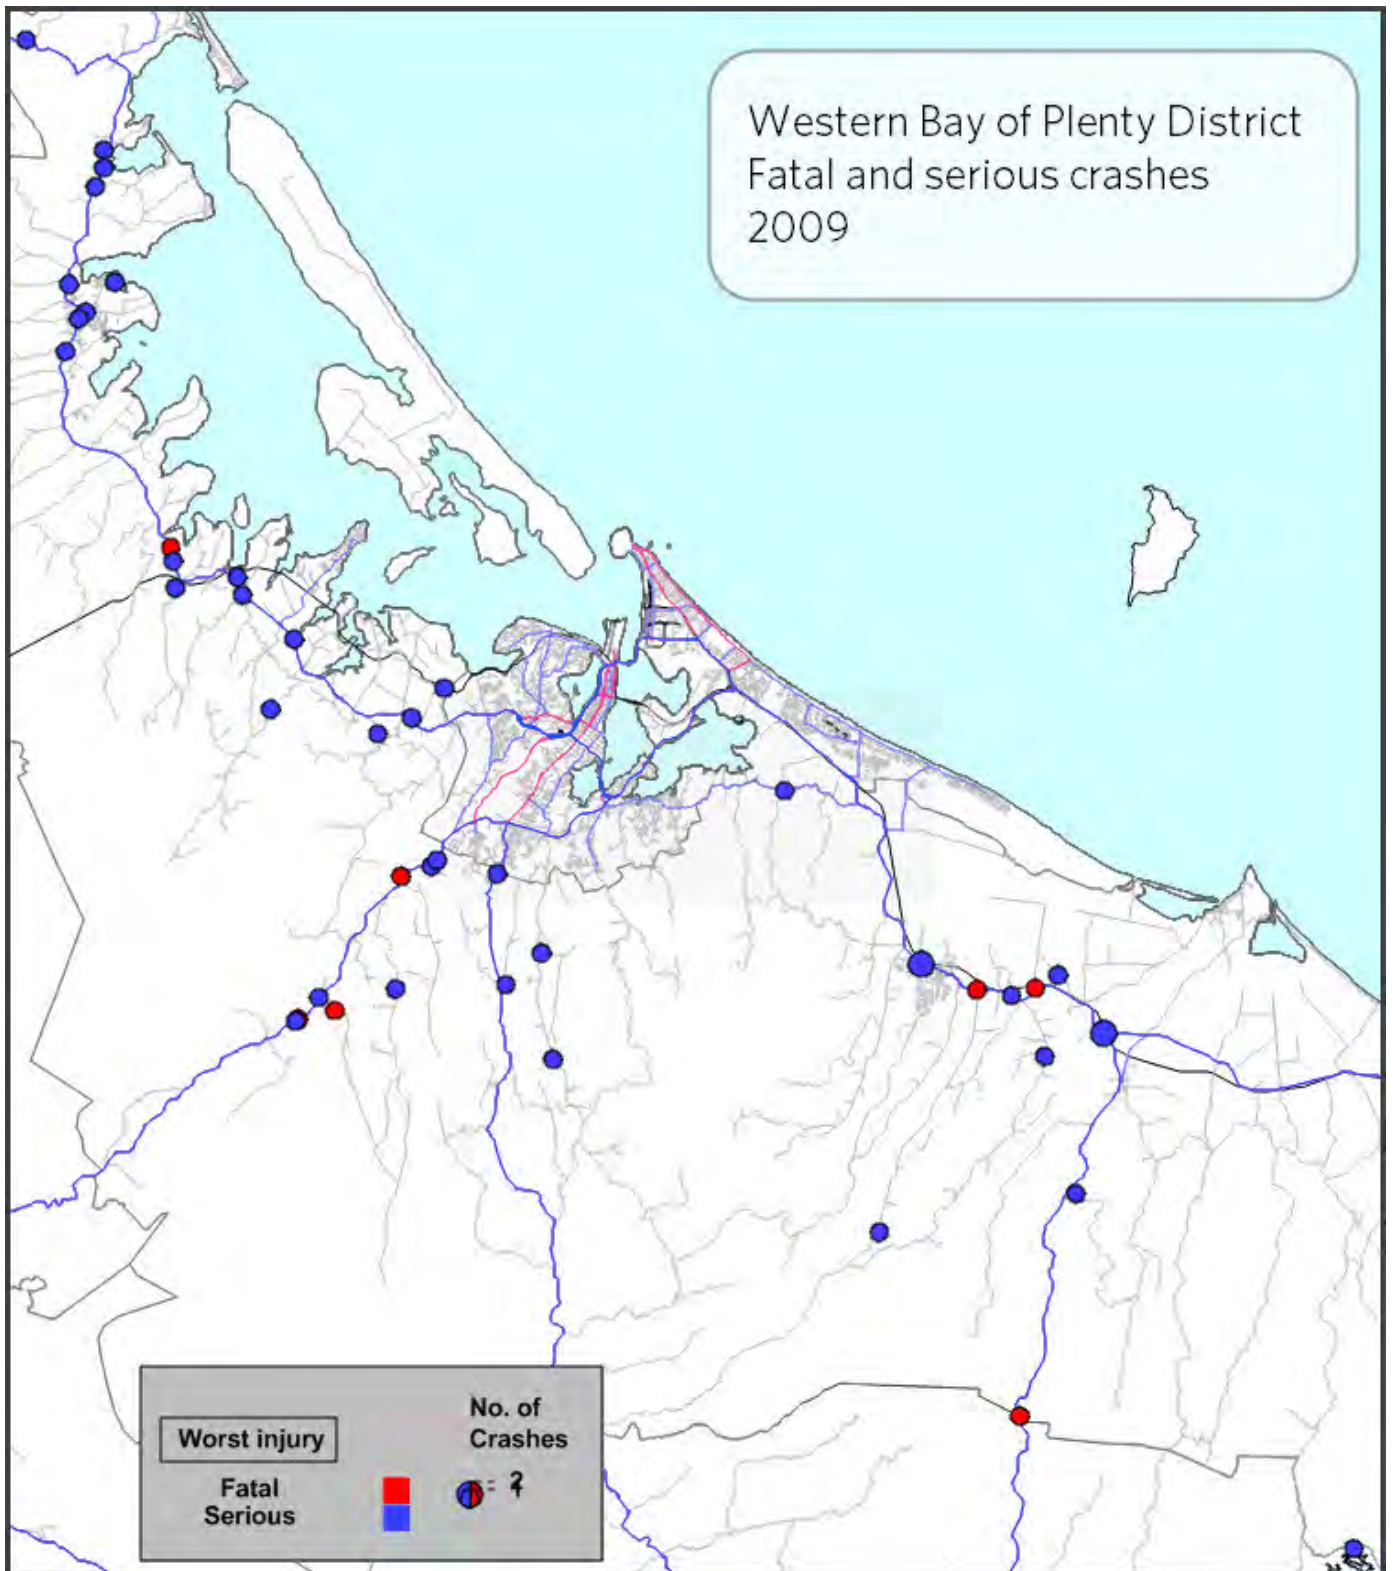 Western Bay of Plenty District
Fatal and serious crashes
2009
No. of
Crashes
Worst injury
Fatal
Serious